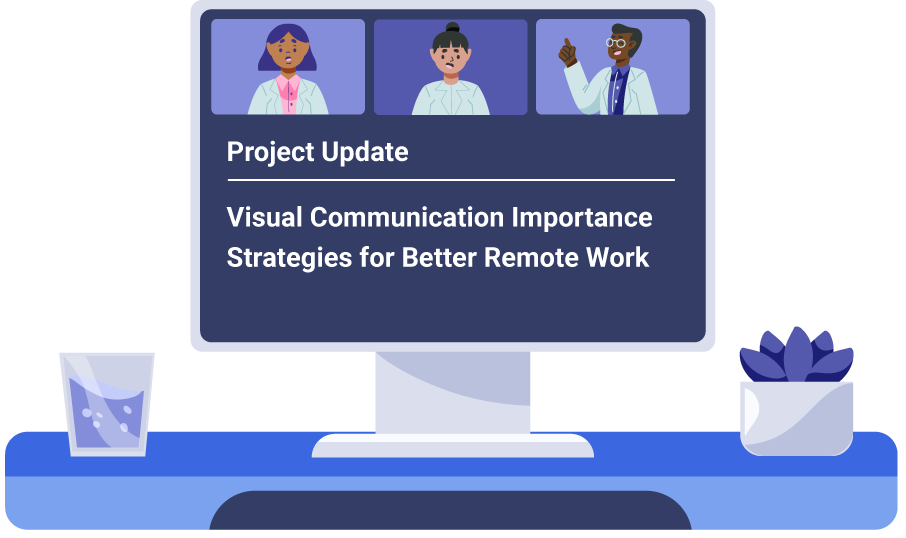 Project Update
Visual Communication Importance
Strategies for Better Remote Work